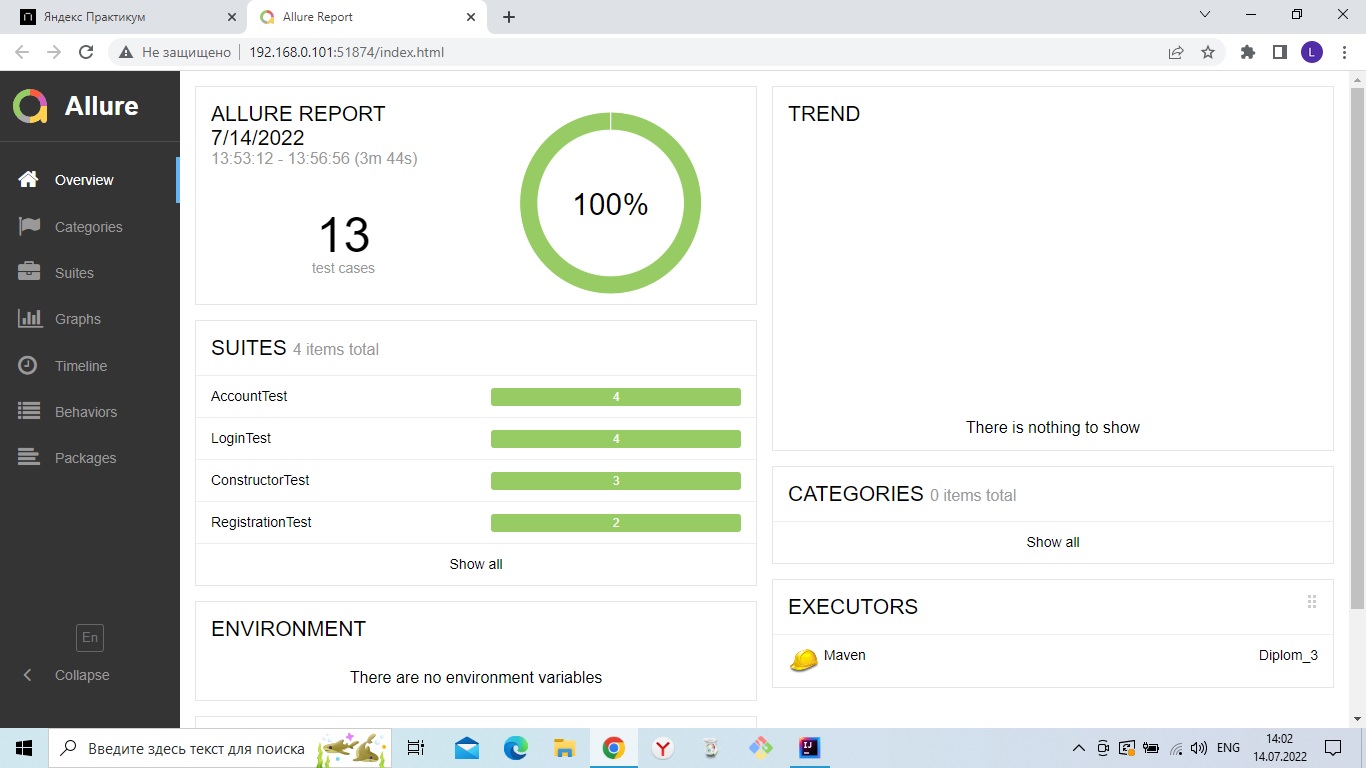 Яндекс Практикум
Allure Report
Не защищено
192.168.0.101:51874/index.html
L
Allure
Overview
Categories
Suites
Graphs
Timeline
Behaviors
Packages
En
Collapse
ALLURE REPORT
7/14/2022
13:53:12 - 13:56:56 (3m 44s)
13
test cases
100%
SUITES 4 items total
AccountTest 4
LoginTest 4
ConstructorTest 3
RegistrationTest 2
Show all
ENVIRONMENT
There are no environment variables
TREND
There is nothing to show
CATEGORIES 0 items total
Show all
EXECUTORS
Maven Diplom_3
Введите здесь текст для поиска
ENG
14:02
14.07.2022